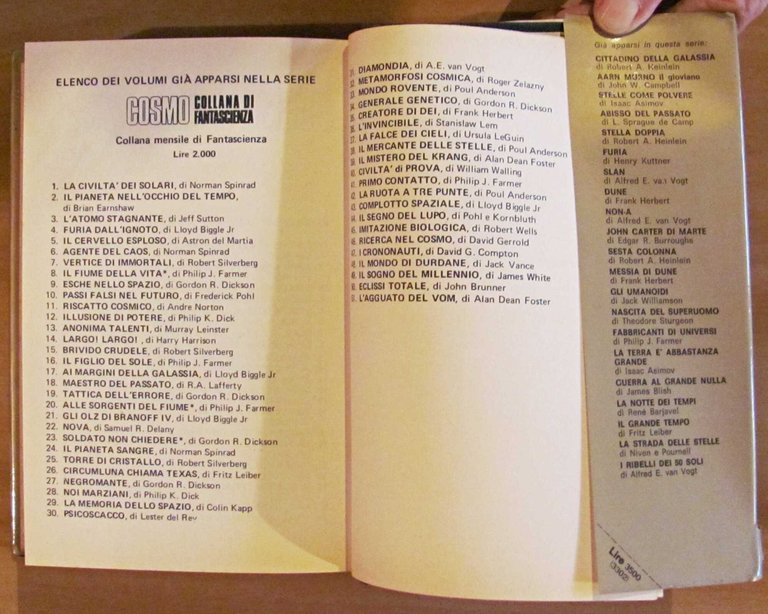 ELENCO DEI VOLUMI GIÀ APPARSI NELLA SERIE
COSMO COLLANA DI FANTASCIENZA
Collana mensile di Fantascienza
Lire 2.000
1. LA CIVILTA' DEI SOLARI, di Norman Spinrad
2. IL PIANETA NELL'OCCHIO DEL TEMPO,
di Brian Earnshaw
3. L'ATOMO STAGNANTE, di Jeff Sutton
4. FURIA DALL'IGNOTO, di Lloyd Biggle Jr
5. IL CERVELLO ESPLOSO, di Astron del Martia
6. AGENTE DEL CAOS, di Norman Spinrad
7. VERTICE DI IMMORTALI, di Robert Silverberg
8. IL FIUME DELLA VITA*, di Philip J. Farmer
9. ESCHE NELLO SPAZIO, di Gordon R. Dickson
10. PASSI FALSI NEL FUTURO, di Frederick Pohl
11. RISCATTO COSMICO, di Andre Norton
12. ILLUSIONE DI POTERE, di Philip K. Dick
13. ANONIMA TALENTI, di Murray Leinster
14. LARGO! LARGO!, di Harry Harrison
15. BRIVIDO CRUDELE, di Robert Silverberg
16. IL FIGLIO DEL SOLE, di Philip J. Farmer
17. AI MARGINI DELLA GALASSIA, di Lloyd Biggle Jr
18. MAESTRO DEL PASSATO, di R.A. Lafferty
19. TATTICA DELL'ERRORE, di Gordon R. Dickson
20. ALLE SORGENTI DEL FIUME*, di Philip J. Farmer
21. GLI OLZ DI BRANOFF IV, di Lloyd Biggle Jr
22. NOVA, di Samuel R. Delany
23. SOLDATO NON CHIEDERE*, di Gordon R. Dickson
24. IL PIANETA SANGRE, di Norman Spinrad
25. TORRE DI CRISTALLO, di Robert Silverberg
26. CIRCUMLUNA CHIAMA TEXAS, di Fritz Leiber
27. NEGROMANTE, di Gordon R. Dickson
28. NOI MARZIANI, di Philip K. Dick
29. LA MEMORIA DELLO SPAZIO, di Colin Kapp
30. PSICOSCACCO, di Lester del Rey
31. DIAMONDIA, di A.E. van Vogt
32. METAMORFOSI COSMICA, di Roger Zelazny
33. MONDO ROVENTE, di Poul Anderson
34. GENERALE GENETICO, di Gordon R. Dickson
35. CREATORE DI DEI, di Frank Herbert
36. L'INVINCIBILE, di Stanislaw Lem
37. LA FALCE DEI CIELI, di Ursula LeGuin
38. IL MERCANTE DELLE STELLE, di Poul Anderson
39. IL MISTERO DEL KRANG, di Alan Dean Foster
40. CIVILTA' DI PROVA, di William Walling
41. PRIMO CONTATTO, di Philip J. Farmer
42. LA RUOTA A TRE PUNTE, di Poul Anderson
43. COMPLOTTO SPAZIALE, di Lloyd Biggle Jr
44. IL SEGNO DEL LUPO, di Pohl e Kornbluth
45. IMITAZIONE BIOLOGICA, di Robert Wells
46. RICERCA NEL COSMO, di David Gerrold
47. I CRONONAUTI, di David G. Compton
48. IL MONDO DI DURDANE, di Jack Vance
49. IL SOGNO DEL MILLENNIO, di James White
50. ECLISSI TOTALE, di John Brunner
51. L'AGGUATO DEL VOM, di Alan Dean Foster
Già apparsi in questa serie:
CITTADINO DELLA GALASSIA
di Robert A. Heinlein
AARN MUNRO il gioviano
di John W. Campbell
STELLE COME POLVERE
di Isaac Asimov
ABISSO DEL PASSATO
di L. Sprague de Camp
STELLA DOPPIA
di Robert A. Heinlein
FURIA
di Henry Kuttner
SLAN
di Alfred E. van Vogt
DUNE
di Frank Herbert
NON-A
di Alfred E. van Vogt
JOHN CARTER DI MARTE
di Edgar R. Burroughs
SESTA COLONNA
di Robert A. Heinlein
MESSIA DI DUNE
di Frank Herbert
GLI UMANOIDI
di Jack Williamson
NASCITA DEL SUPERUOMO
di Theodore Sturgeon
FABBRICANTI DI UNIVERSI
di Philip J. Farmer
LA TERRA E' ABBASTANZA
GRANDE
di Isaac Asimov
GUERRA AL GRANDE NULLA
di James Blish
LA NOTTE DEI TEMPI
di René Barjavel
IL GRANDE TEMPO
di Fritz Leiber
LA STRADA DELLE STELLE
di Niven e Pournell
I RIBELLI DEI 50 SOLI
di Alfred E. van Vogt
Lire 3500
(3302)